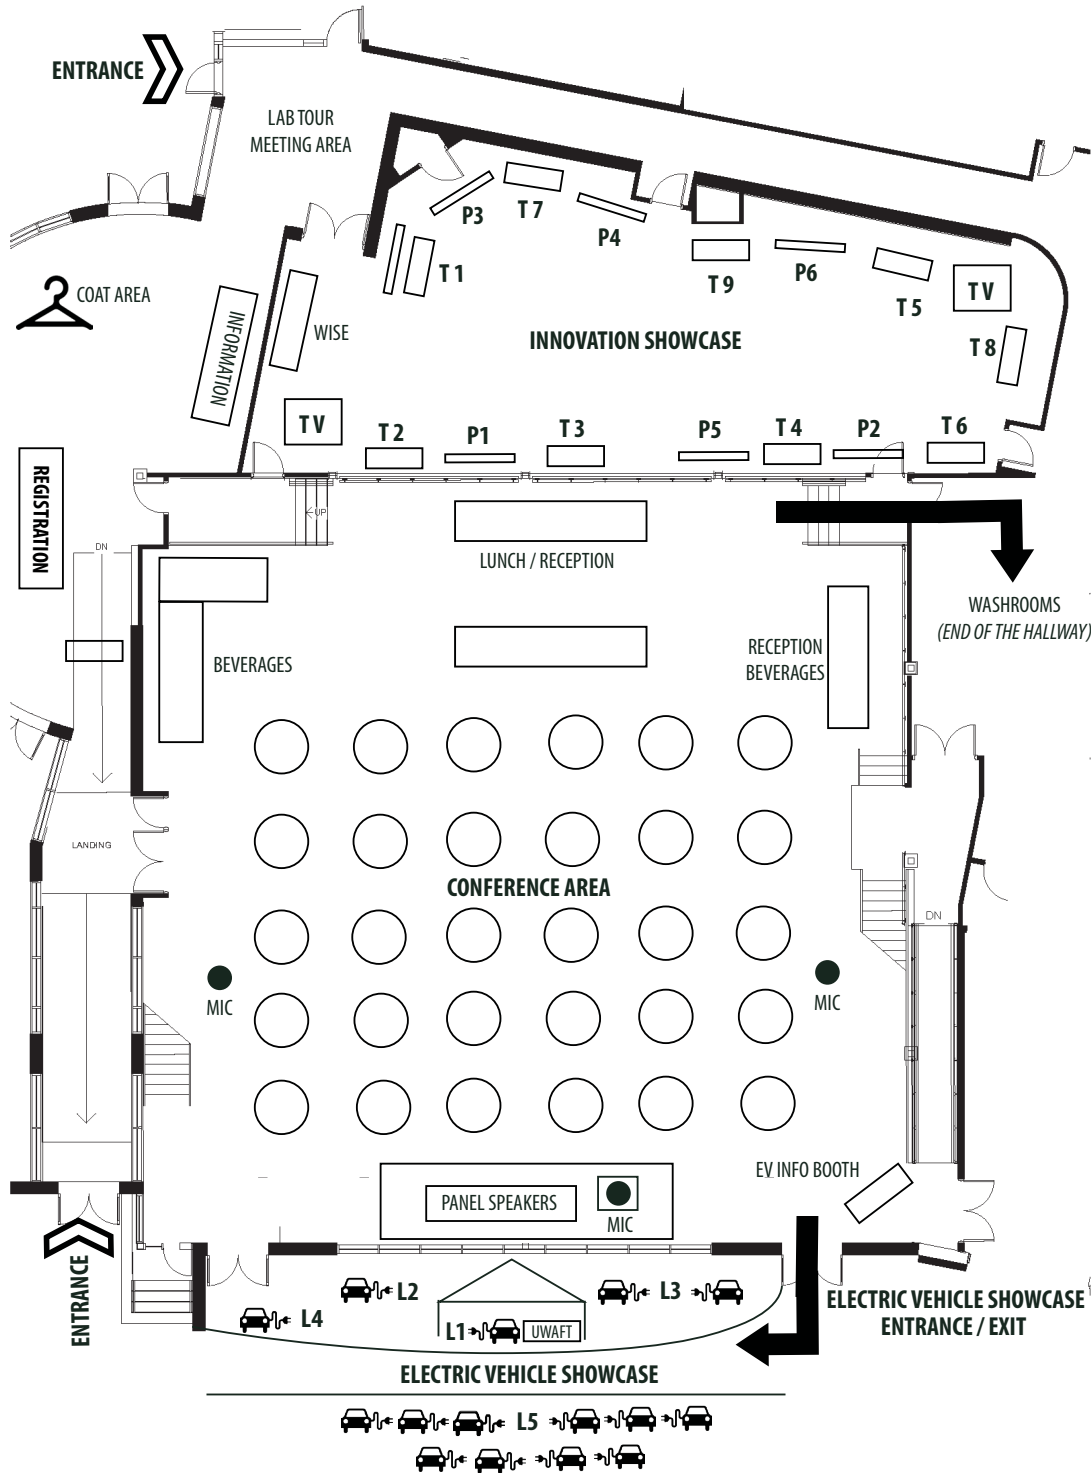 ENTRANCE
LAB TOUR
MEETING AREA
P3
T 7
P4
T 1
T 9
P6
T 5
TV
T 8
COAT AREA
INFORMATION
WISE
INNOVATION SHOWCASE
TV
T 2
P1
T 3
P5
T 4
P2
T 6
REGISTRATION
UP
DN
LUNCH / RECEPTION
WASHROOMS
(END OF THE HALLWAY)
BEVERAGES
RECEPTION
BEVERAGES
LANDING
CONFERENCE AREA
DN
MIC
MIC
EV INFO BOOTH
PANEL SPEAKERS
MIC
ENTRANCE
L2
L3
L4
L1
UWAFT
ELECTRIC VEHICLE SHOWCASE
ENTRANCE / EXIT
ELECTRIC VEHICLE SHOWCASE
L5